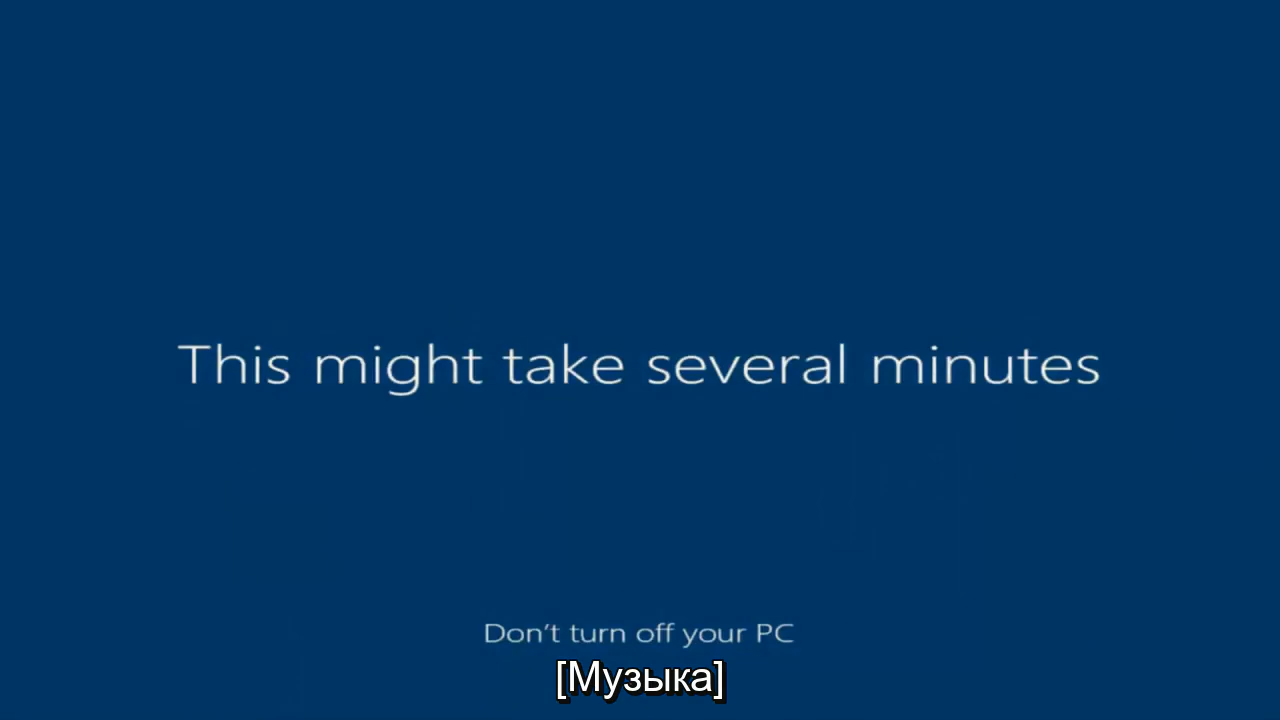 This might take several minutes
Don't turn off your PC
[Музыка]